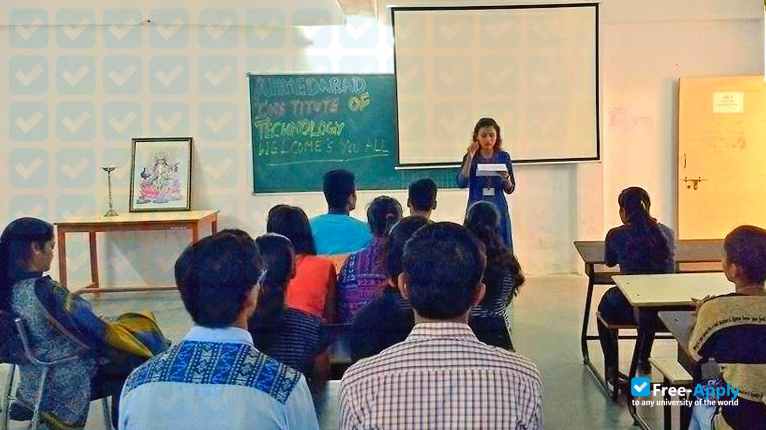 AHMEDABAD
INSTITUTE OF
TECHNOLOGY
WELCOME'S YOU ALL
Free-Apply
to any university of the world